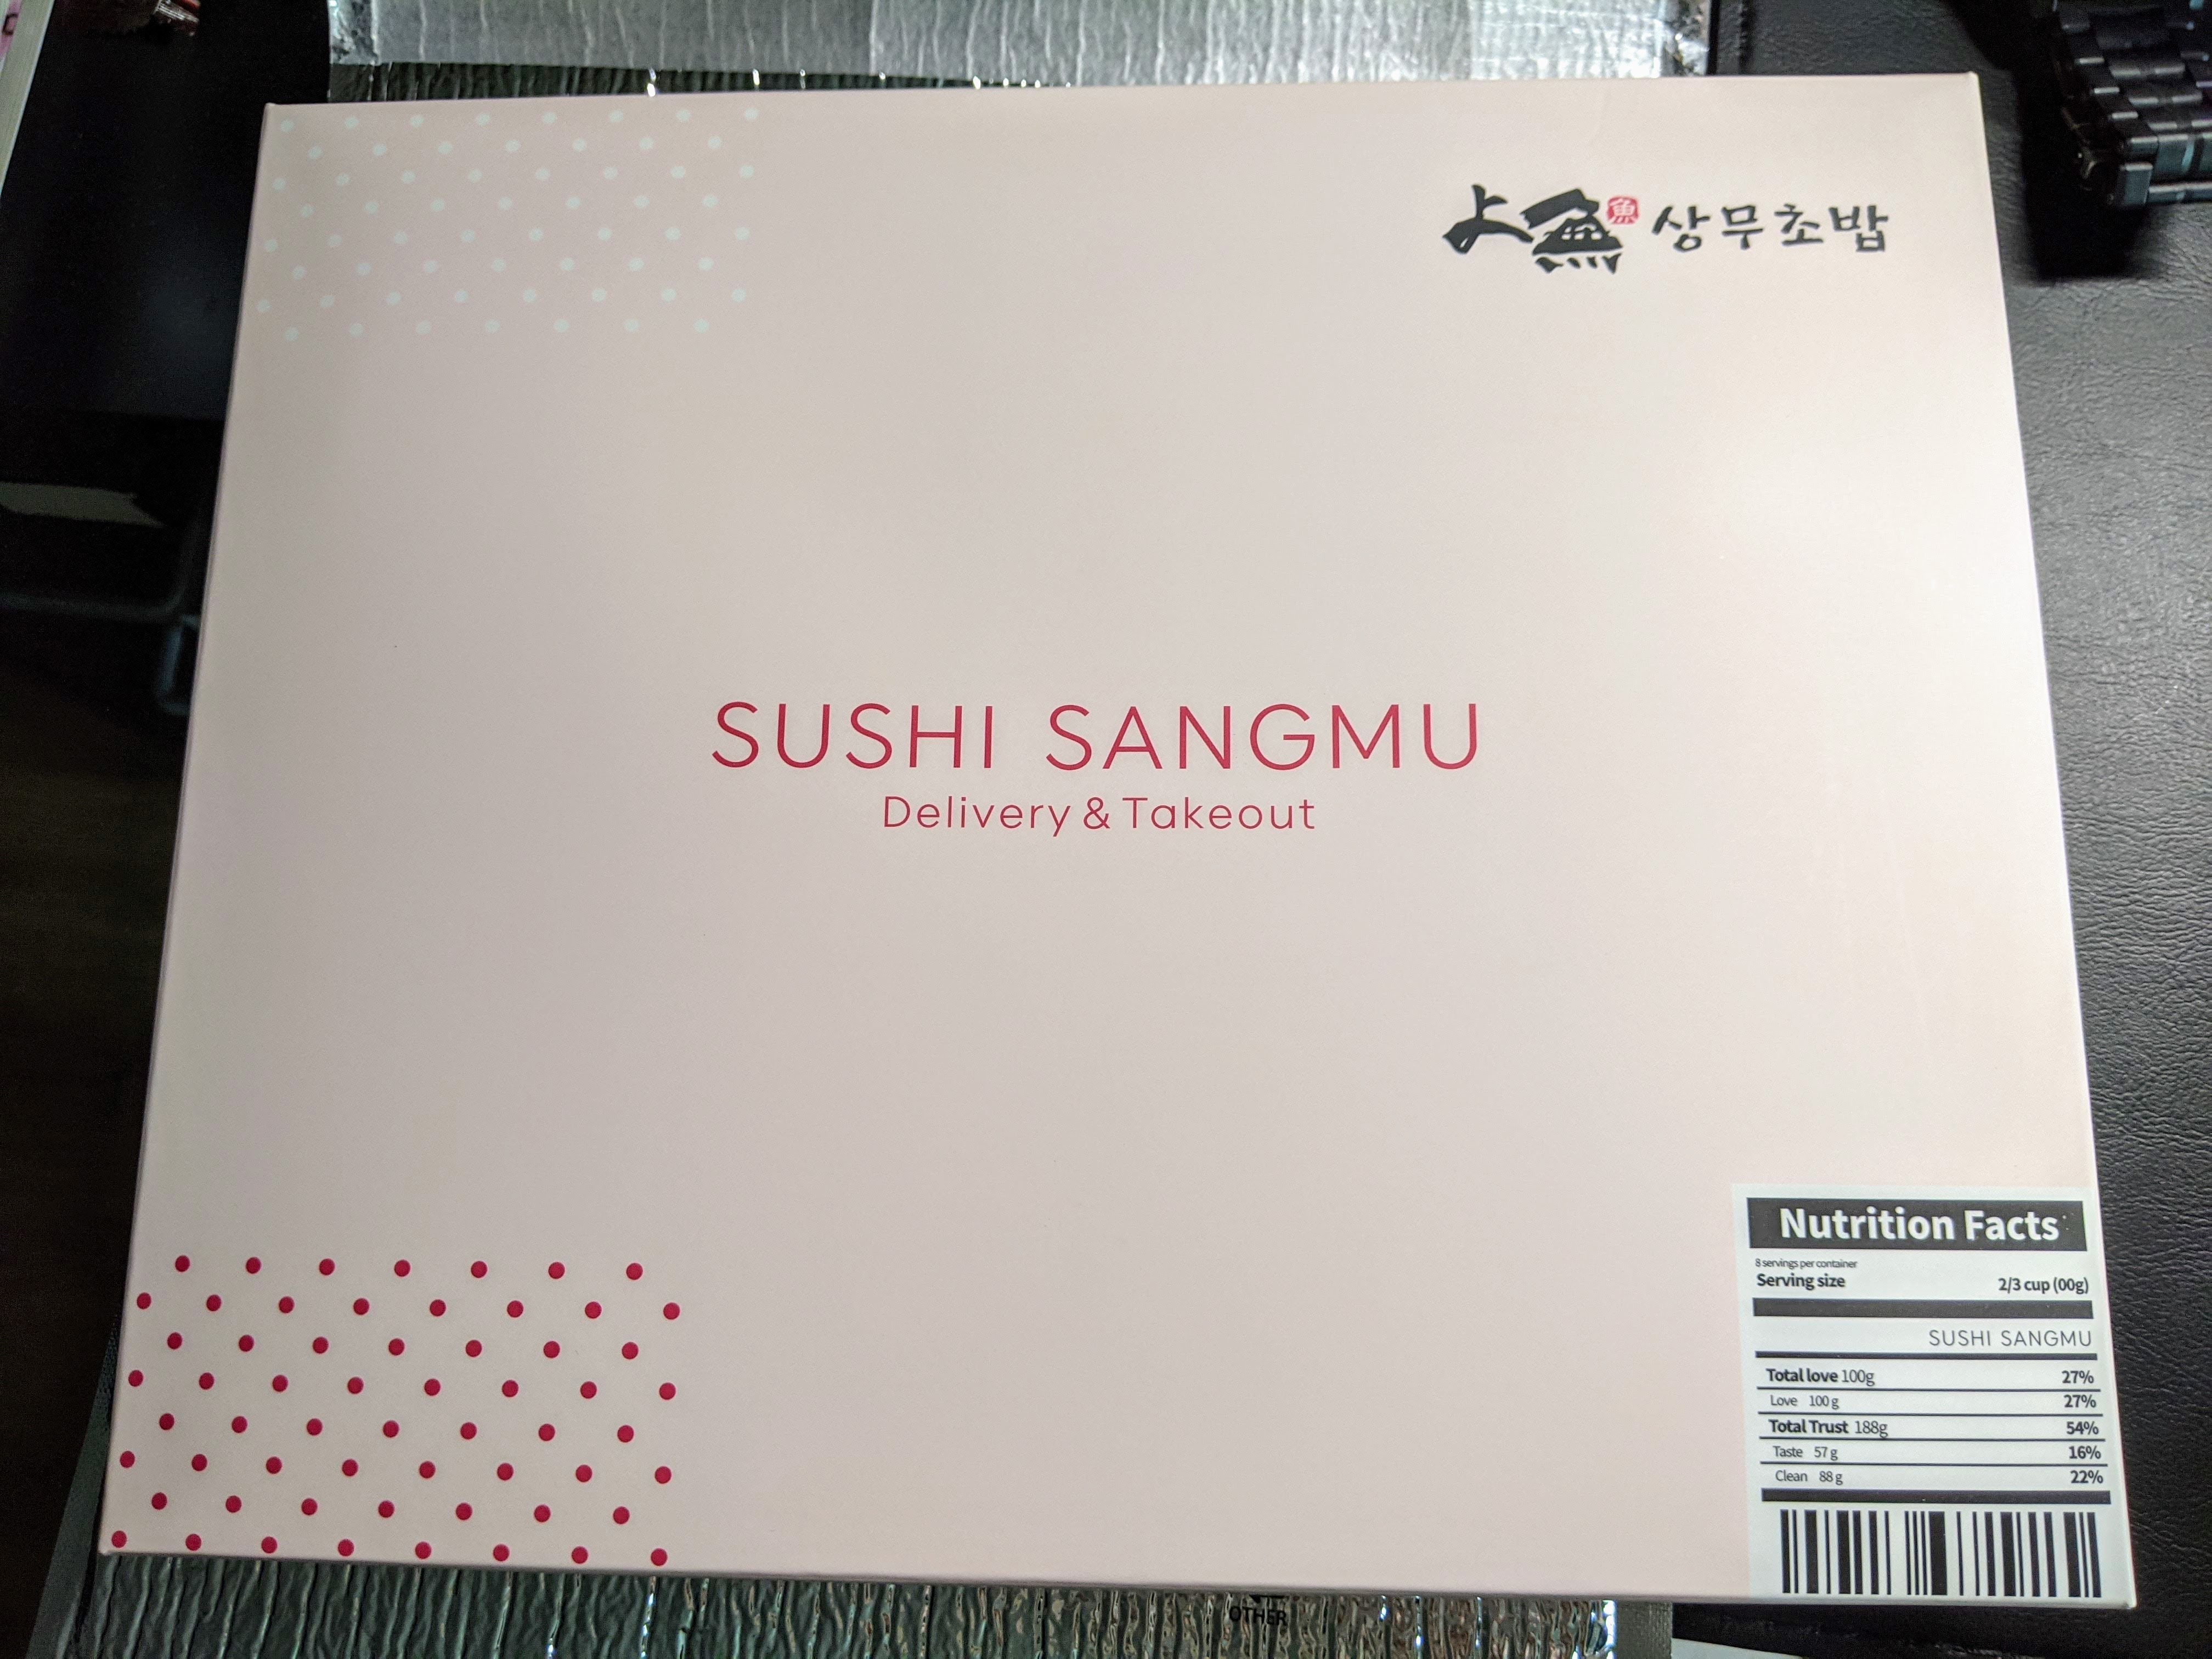 上魚 魚 상무초밥
SUSHI SANGMU
Delivery & Takeout
Nutrition Facts
8 servings per container
Serving size 2/3 cup (00g)
SUSHI SANGMU
Total love 100g 27%
Love 100g 27%
Total Trust 188g 54%
Taste 57g 16%
Clean 88g 22%
OTHER